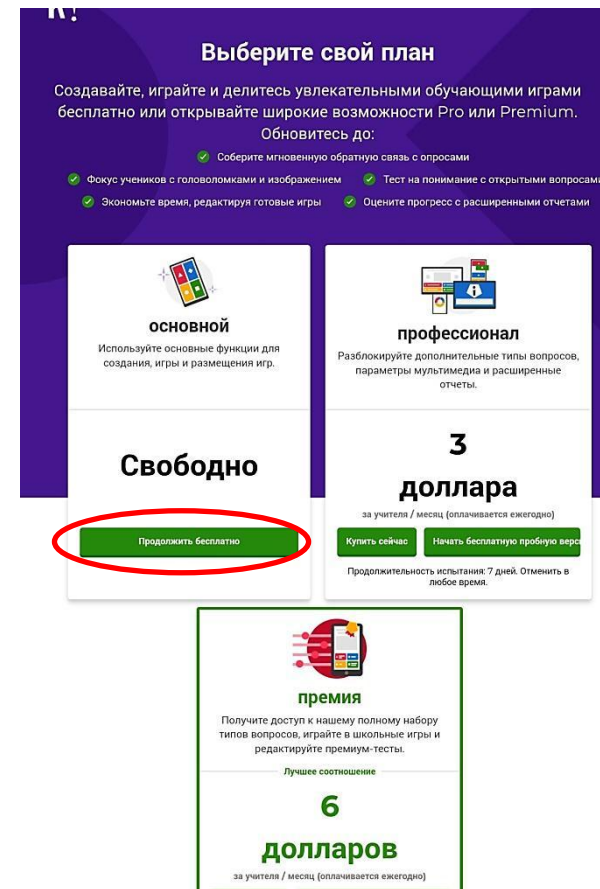 K!
Выберите свой план
Создавайте, играйте и делитесь увлекательными обучающими играми
бесплатно или открывайте широкие возможности Pro или Premium.
Обновитесь до:
Соберите мгновенную обратную связь с опросами
Фокус учеников с головоломками и изображением
Тест на понимание с открытыми вопросами
Экономьте время, редактируя готовые игры
Оцените прогресс с расширенными отчетами
основной
Используйте основные функции для
создания, игры и размещения игр.
Свободно
Продолжить бесплатно
профессионал
Разблокируйте дополнительные типы вопросов,
параметры мультимедиа и расширенные
отчеты.
3
доллара
за учителя / месяц (оплачивается ежегодно)
Купить сейчас
Начать бесплатную пробную верси
Продолжительность испытания: 7 дней. Отменить в
любое время.
премия
Получите доступ к нашему полному набору
типов вопросов, играйте в школьные игры и
редактируйте премиум-тесты.
Лучшее соотношение
6
долларов
за учителя / месяц (оплачивается ежегодно)